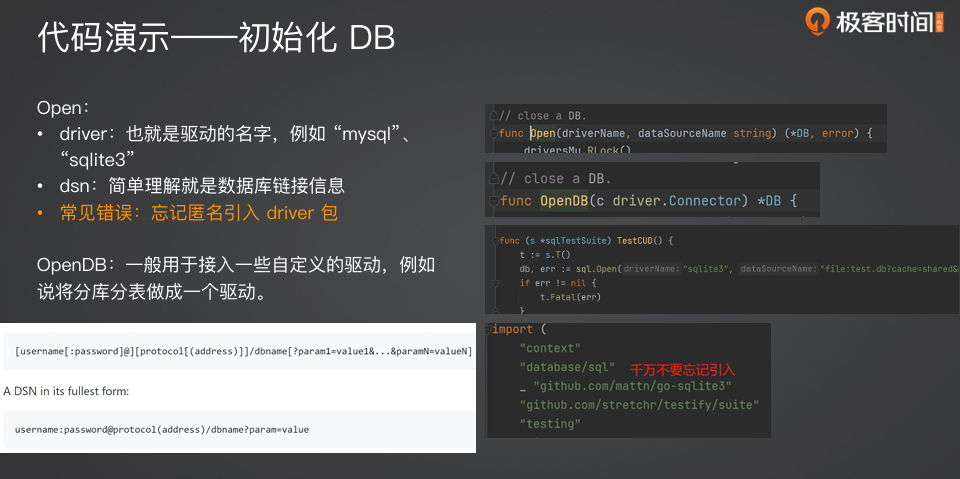 代码演示——初始化 DB
极客时间 训练营
Open：
• driver：也就是驱动的名字，例如 “mysql”、
“sqlite3”
• dsn：简单理解就是数据库链接信息
• 常见错误：忘记匿名引入 driver 包
OpenDB：一般用于接入一些自定义的驱动，例如
说将分库分表做成一个驱动。
[username[:password]@][protocol[(address)]]/dbname[?param1=value1&...&paramN=valueN]
A DSN in its fullest form:
username:password@protocol(address)/dbname?param=value
// close a DB.
func Open(driverName, dataSourceName string) (*DB, error) {
driversMu.RLock()
// close a DB.
func OpenDB(c driver.Connector) *DB {
func (s *sqlTestSuite) TestCUD() {
t := s.T()
db, err := sql.Open( driverName: "sqlite3", dataSourceName: "file:test.db?cache=shared&
if err != nil {
t.Fatal(err)
}
import (
"context"
"database/sql" 千万不要忘记引入
_ "github.com/mattn/go-sqlite3"
"github.com/stretchr/testify/suite"
"testing"